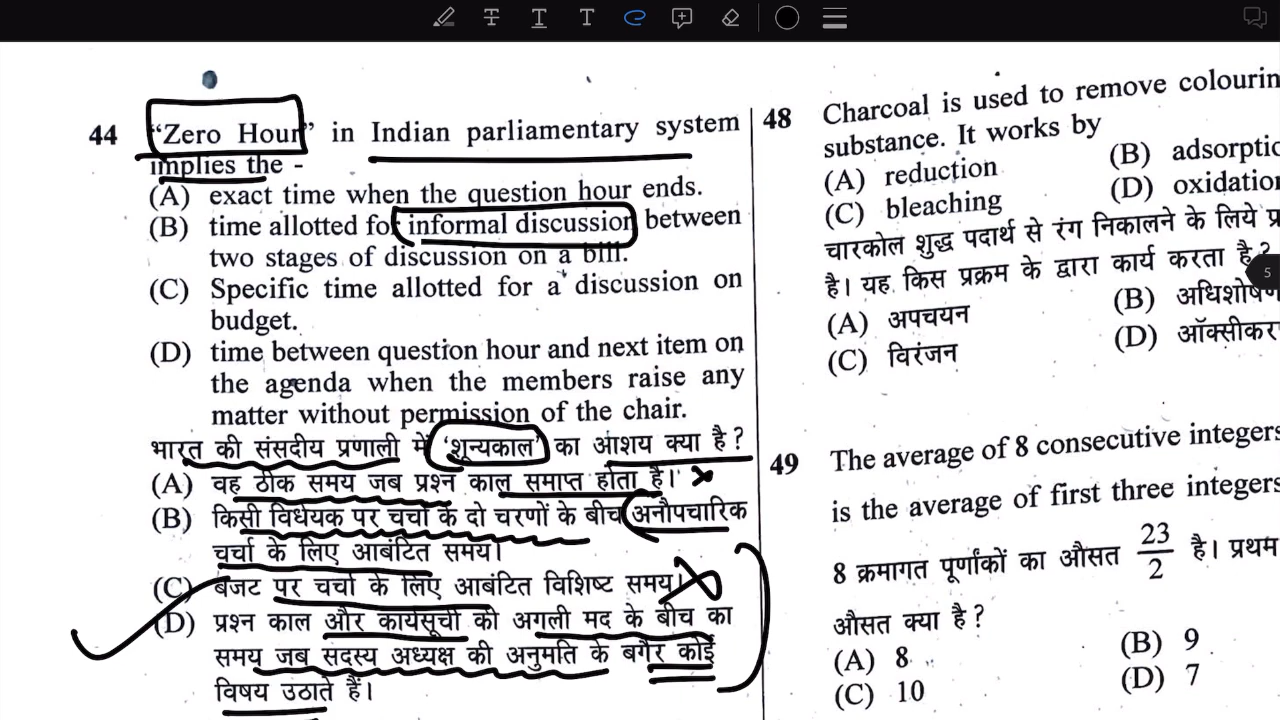 44 “Zero Hour” in Indian parliamentary system
implies the -
(A) exact time when the question hour ends.
(B) time allotted for informal discussion between
two stages of discussion on a bill.
(C) Specific time allotted for a discussion on
budget.
(D) time between question hour and next item on
the agenda when the members raise any
matter without permission of the chair.
भारत की संसदीय प्रणाली में ‘शून्यकाल’ का आशय क्या है?
(A) वह ठीक समय जब प्रश्न काल समाप्त होता है।
(B) किसी विधेयक पर चर्चा के दो चरणों के बीच अनौपचारिक
चर्चा के लिए आबंटित समय।
(C) बजट पर चर्चा के लिए आबंटित विशिष्ट समय।
(D) प्रश्न काल और कार्यसूची की अगली मद के बीच का
समय जब सदस्य अध्यक्ष की अनुमति के बगैर कोई
विषय उठाते हैं।
48 Charcoal is used to remove colourin
substance. It works by
(A) reduction (B) adsorptio
(C) bleaching (D) oxidation
चारकोल शुद्ध पदार्थ से रंग निकालने के लिये प्र
है। यह किस प्रक्रम के द्वारा कार्य करता है?
(A) अपचयन (B) अधिशोषण
(C) विरंजन (D) ऑक्सीकर
5
49 The average of 8 consecutive integers
is the average of first three integers
8 क्रमागत पूर्णांकों का औसत 23/2 है। प्रथम
औसत क्या है?
(A) 8 (B) 9
(C) 10 (D) 7